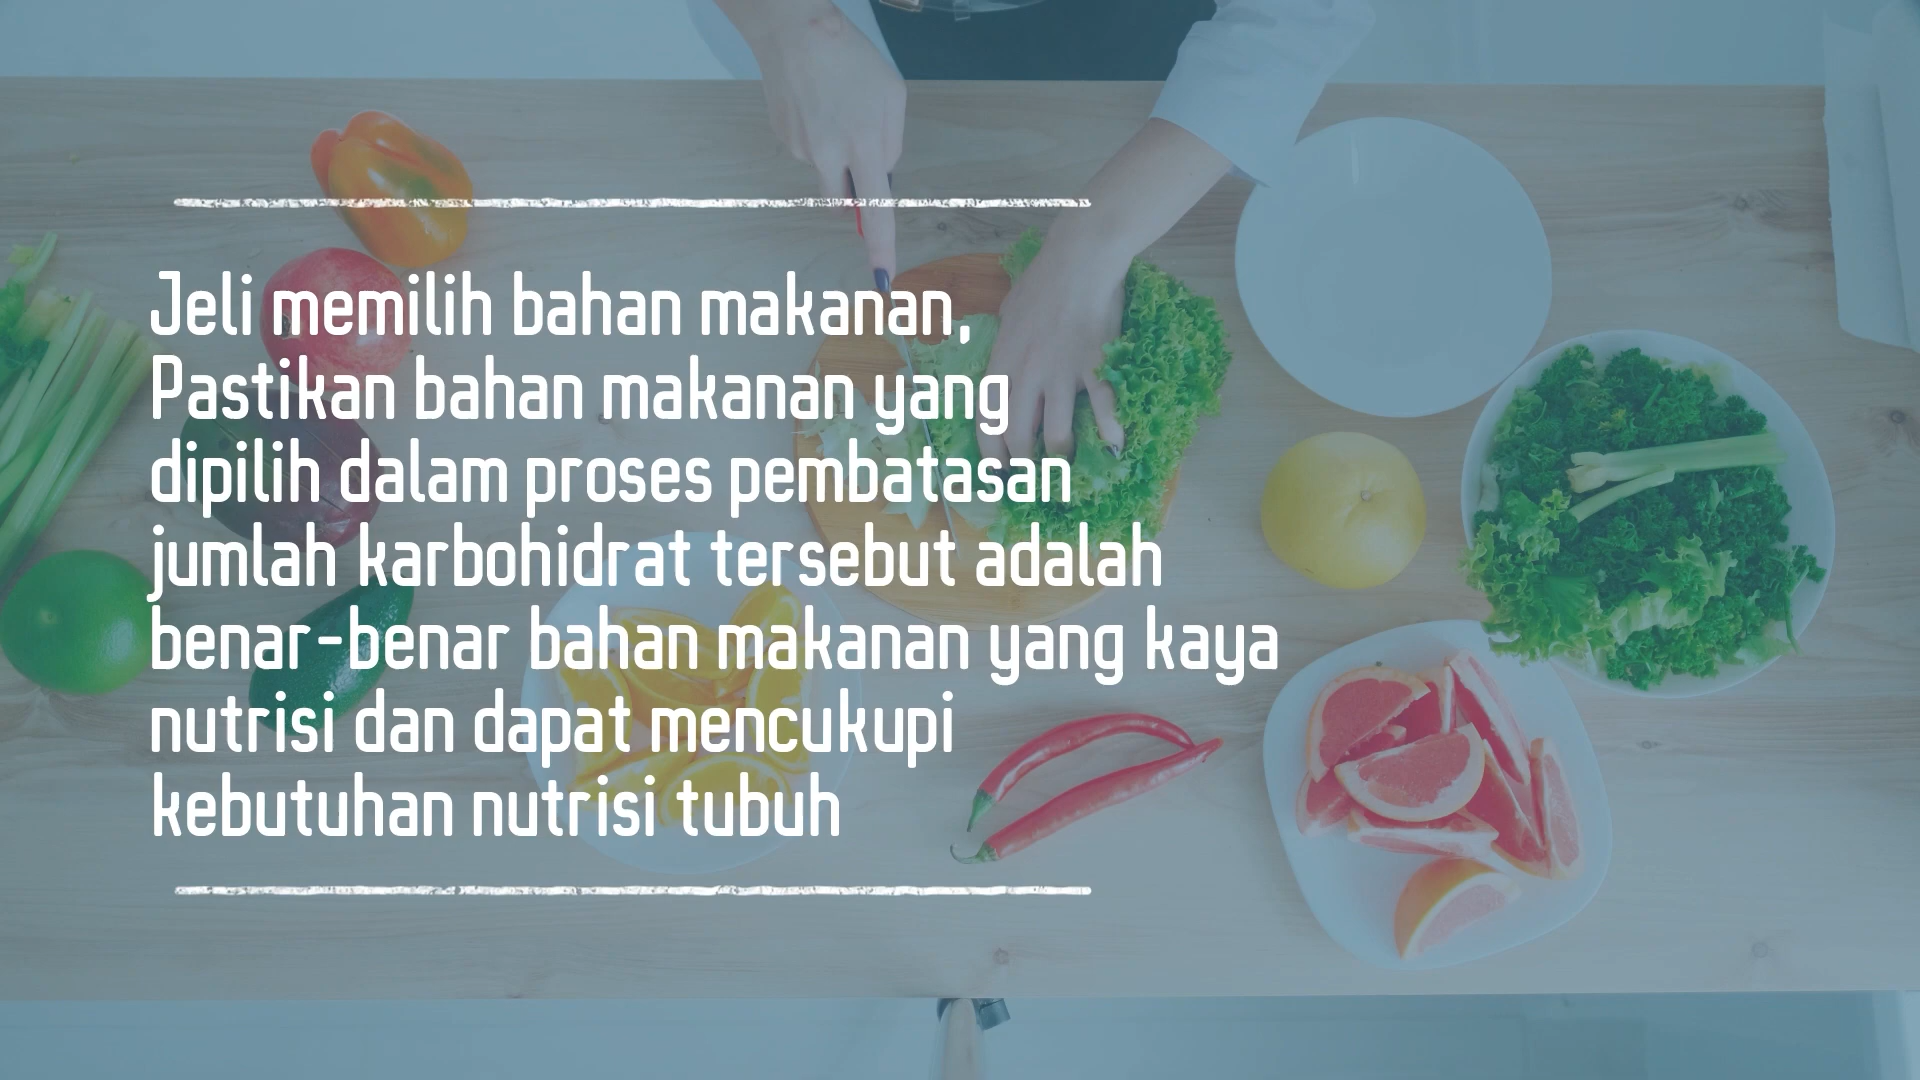 Jeli memilih bahan makanan,
Pastikan bahan makanan yang
dipilih dalam proses pembatasan
jumlah karbohidrat tersebut adalah
benar-benar bahan makanan yang kaya
nutrisi dan dapat mencukupi
kebutuhan nutrisi tubuh